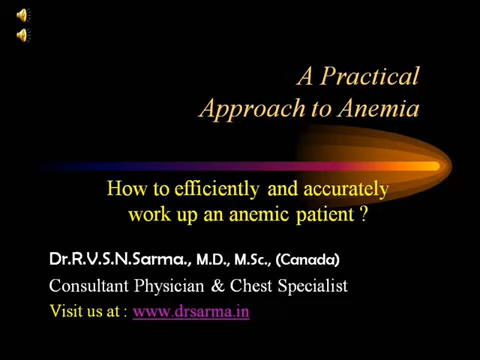 A Practical
Approach to Anemia
How to efficiently and accurately
work up an anemic patient ?
Dr.R.V.S.N.Sarma., M.D., M.Sc., (Canada)
Consultant Physician & Chest Specialist
Visit us at : www.drsarma.in